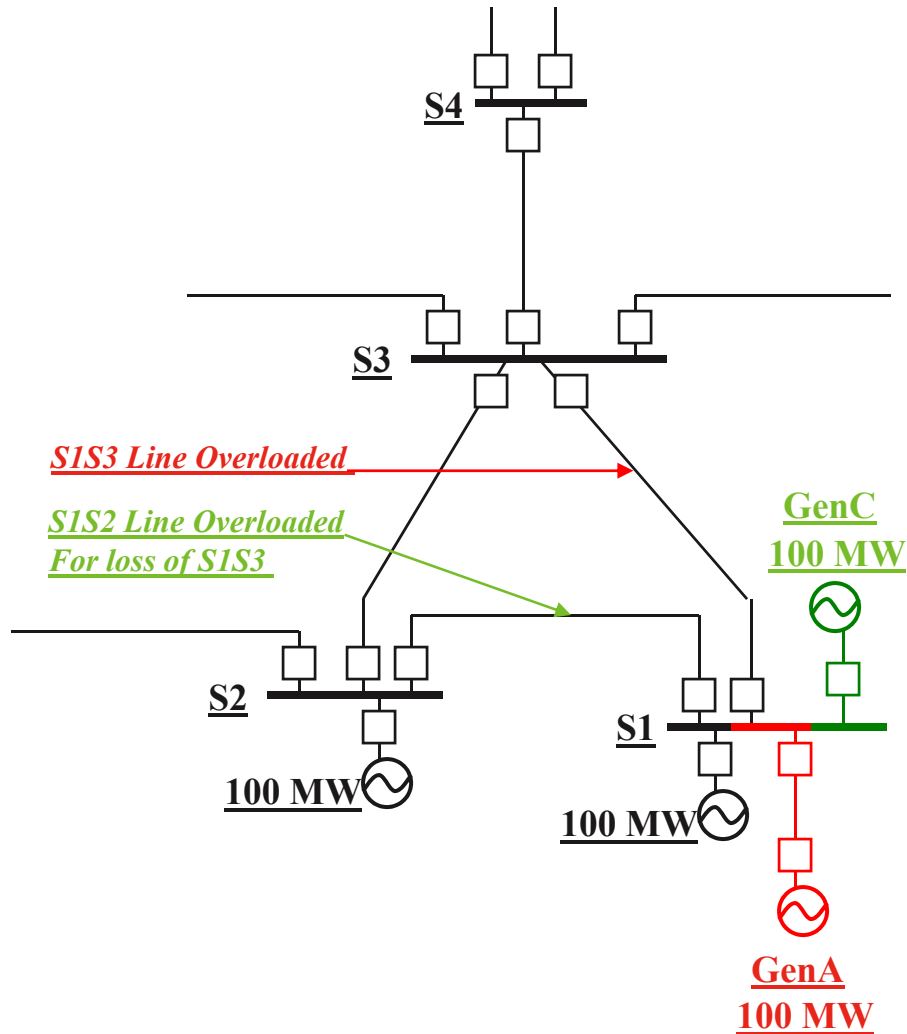 S4
S3
S1S3 Line Overloaded
S1S2 Line Overloaded
For loss of S1S3
GenC
100 MW
S2
S1
100 MW
100 MW
GenA
100 MW